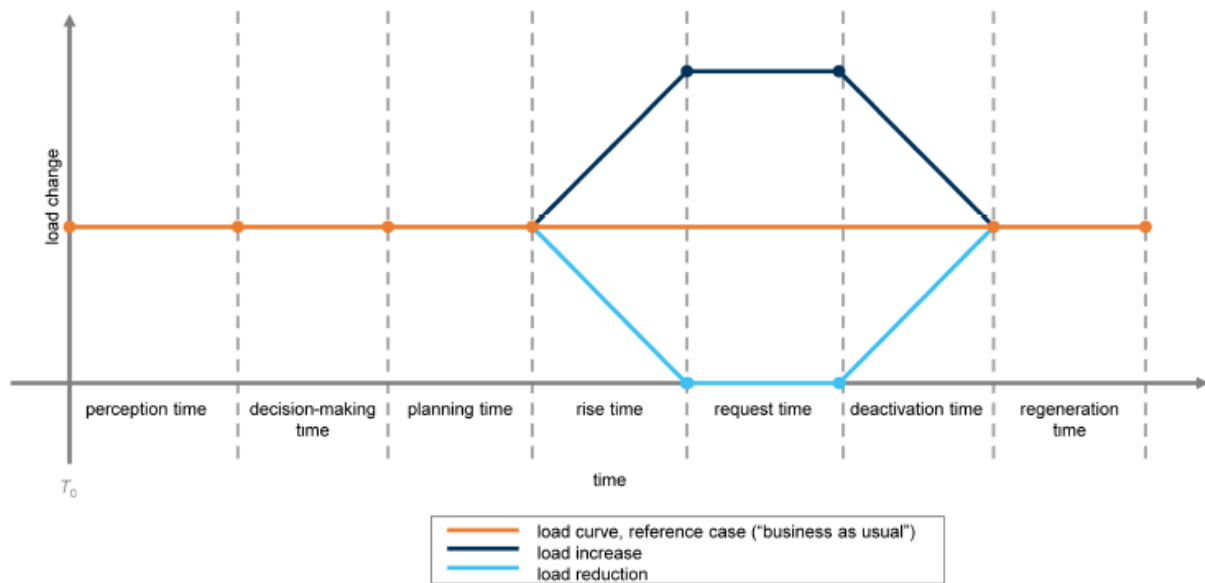 load change
perception time
decision-making
time
planning time
rise time
request time
deactivation time
regeneration
time
T0
time
load curve, reference case (“business as usual”)
load increase
load reduction